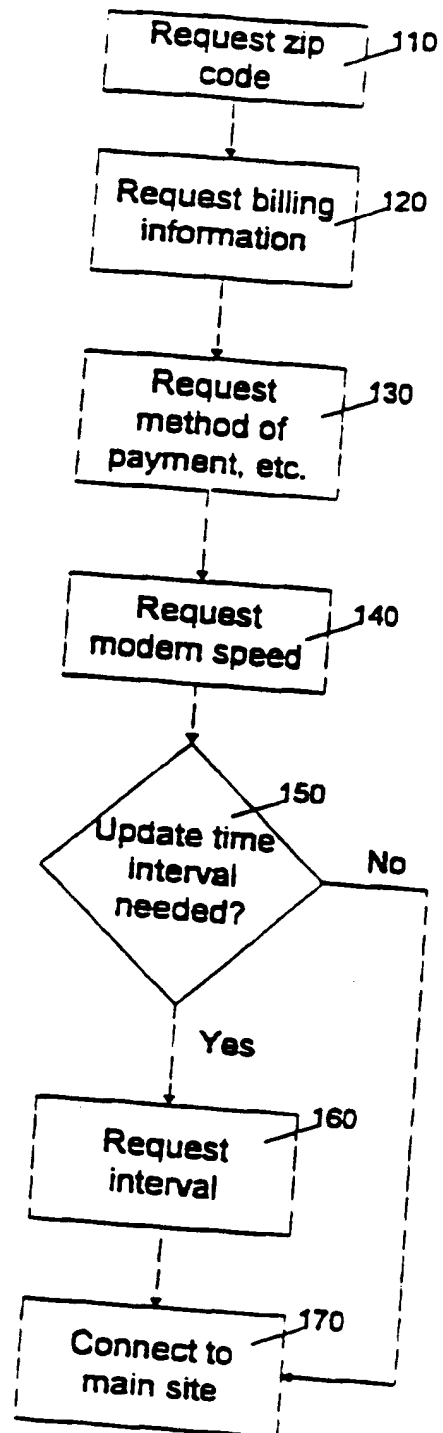 Request zip
code
110
Request billing
information
120
Request
method of
payment, etc.
130
Request
modem speed
140
150
Update time
interval
needed?
No
Yes
160
Request
interval
170
Connect to
main site